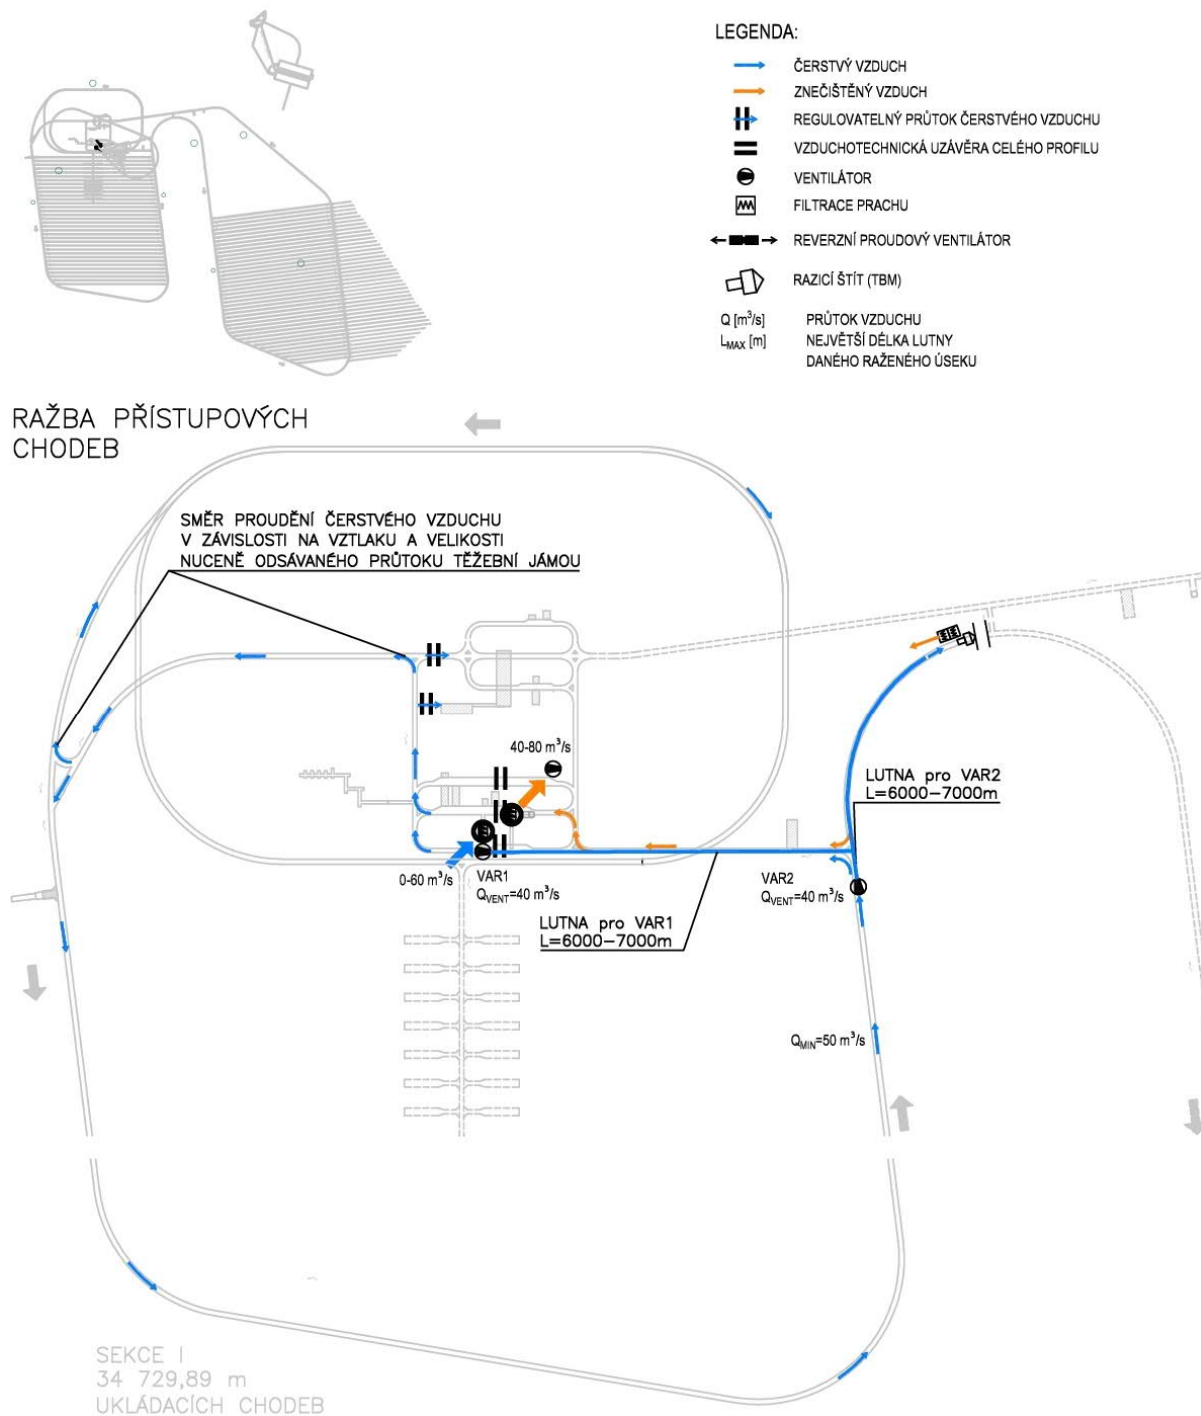 LEGENDA:
ČERSTVÝ VZDUCH
ZNEČIŠTĚNÝ VZDUCH
REGULOVATELNÝ PRŮTOK ČERSTVÉHO VZDUCHU
VZDUCHOTECHNICKÁ UZÁVĚRA CELÉHO PROFILU
VENTILÁTOR
FILTRACE PRACHU
REVERZNÍ PROUDOVÝ VENTILÁTOR
RAZICÍ ŠTÍT (TBM)
Q [m³/s] PRŮTOK VZDUCHU
LMAX [m] NEJVĚTŠÍ DÉLKA LUTNY
DANÉHO RAŽENÉHO ÚSEKU
RAŽBA PŘÍSTUPOVÝCH
CHODEB
SMĚR PROUDĚNÍ ČERSTVÉHO VZDUCHU
V ZÁVISLOSTI NA VZTLAKU A VELIKOSTI
NUCENĚ ODSÁVANÉHO PRŮTOKU TĚŽEBNÍ JÁMOU
40-80 m³/s
LUTNA pro VAR2
L=6000–7000m
0-60 m³/s
VAR1
QVENT=40 m³/s
VAR2
QVENT=40 m³/s
LUTNA pro VAR1
L=6000–7000m
QMIN=50 m³/s
SEKCE I
34 729,89 m
UKLÁDACÍCH CHODEB